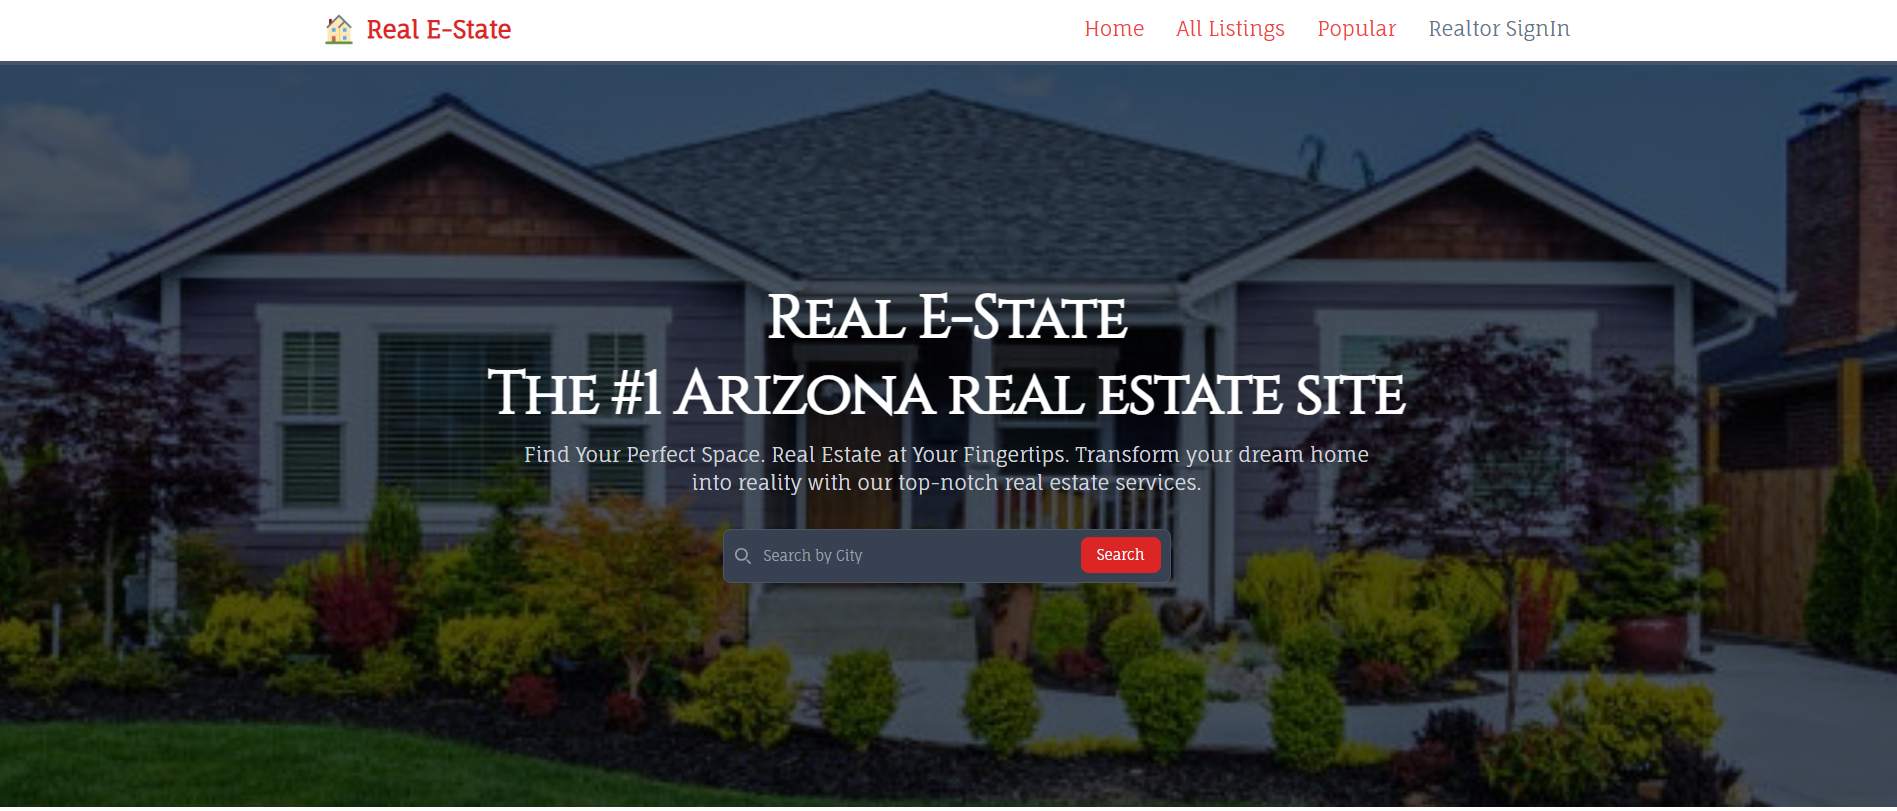 Real E-State
Home
All Listings
Popular
Realtor SignIn
Real E-State
The #1 Arizona real estate site
Find Your Perfect Space. Real Estate at Your Fingertips. Transform your dream home
into reality with our top-notch real estate services.
Search by City
Search